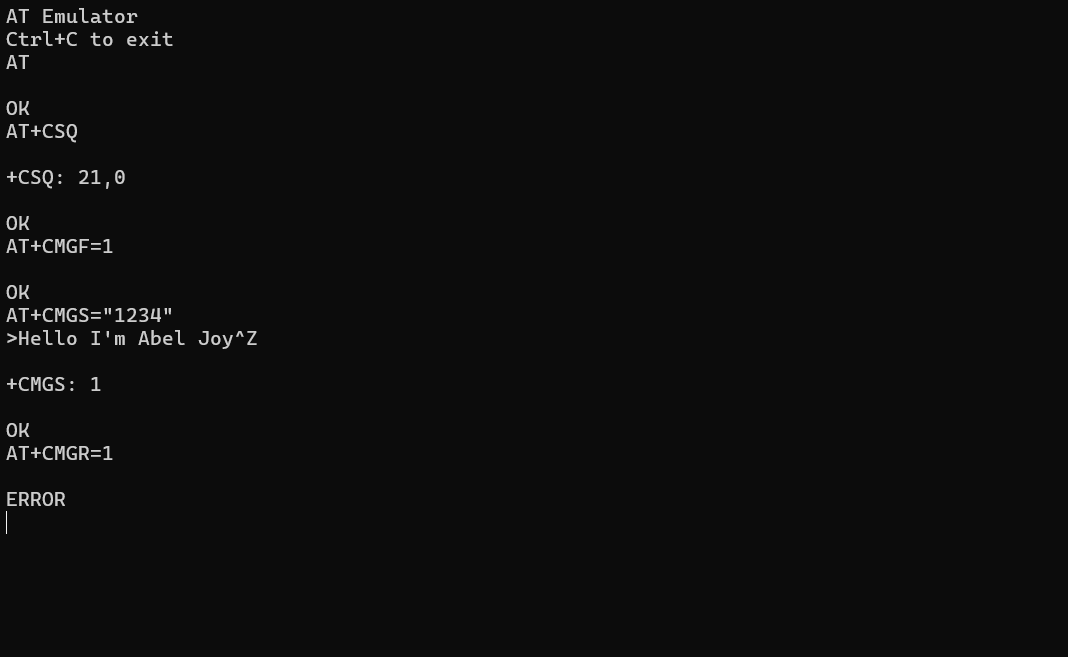 AT Emulator
Ctrl+C to exit
AT
OK
AT+CSQ
+CSQ: 21,0
OK
AT+CMGF=1
OK
AT+CMGS="1234"
>Hello I'm Abel Joy^Z
+CMGS: 1
OK
AT+CMGR=1
ERROR